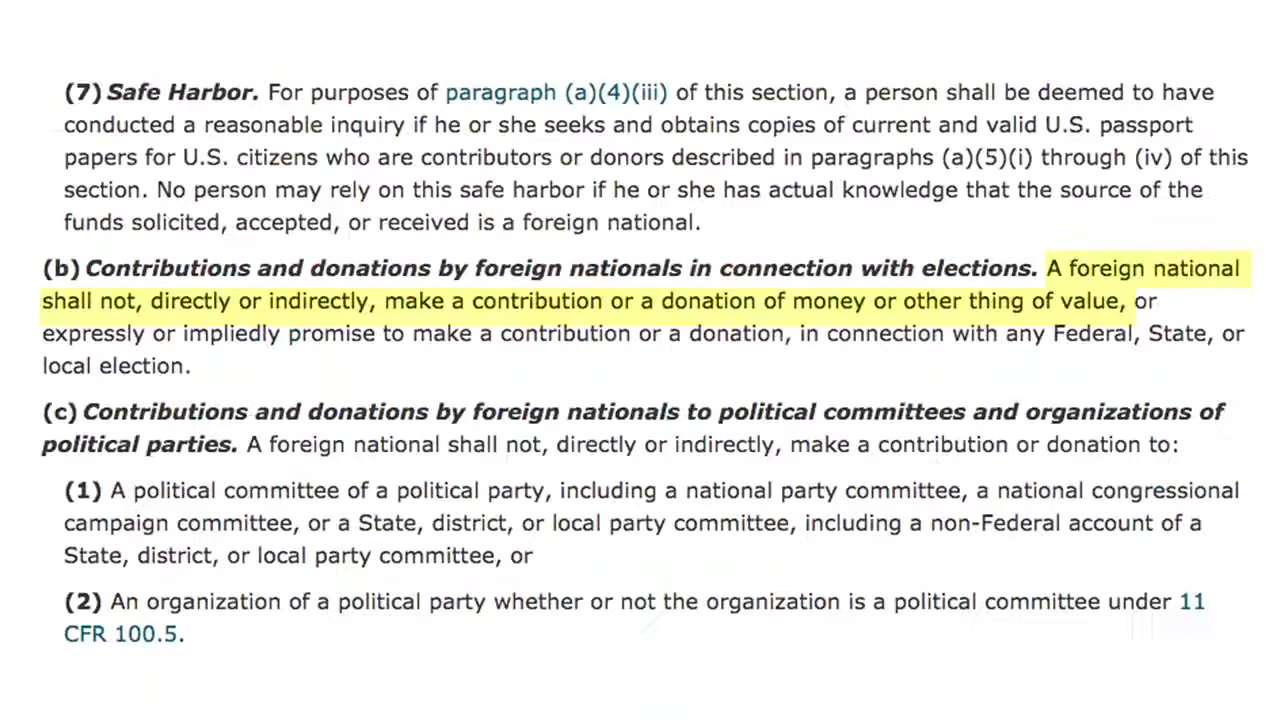 (7) Safe Harbor. For purposes of paragraph (a)(4)(iii) of this section, a person shall be deemed to have
conducted a reasonable inquiry if he or she seeks and obtains copies of current and valid U.S. passport
papers for U.S. citizens who are contributors or donors described in paragraphs (a)(5)(i) through (iv) of this
section. No person may rely on this safe harbor if he or she has actual knowledge that the source of the
funds solicited, accepted, or received is a foreign national.
(b) Contributions and donations by foreign nationals in connection with elections. A foreign national
shall not, directly or indirectly, make a contribution or a donation of money or other thing of value, or
expressly or impliedly promise to make a contribution or a donation, in connection with any Federal, State, or
local election.
(c) Contributions and donations by foreign nationals to political committees and organizations of
political parties. A foreign national shall not, directly or indirectly, make a contribution or donation to:
(1) A political committee of a political party, including a national party committee, a national congressional
campaign committee, or a State, district, or local party committee, including a non-Federal account of a
State, district, or local party committee, or
(2) An organization of a political party whether or not the organization is a political committee under 11
CFR 100.5.